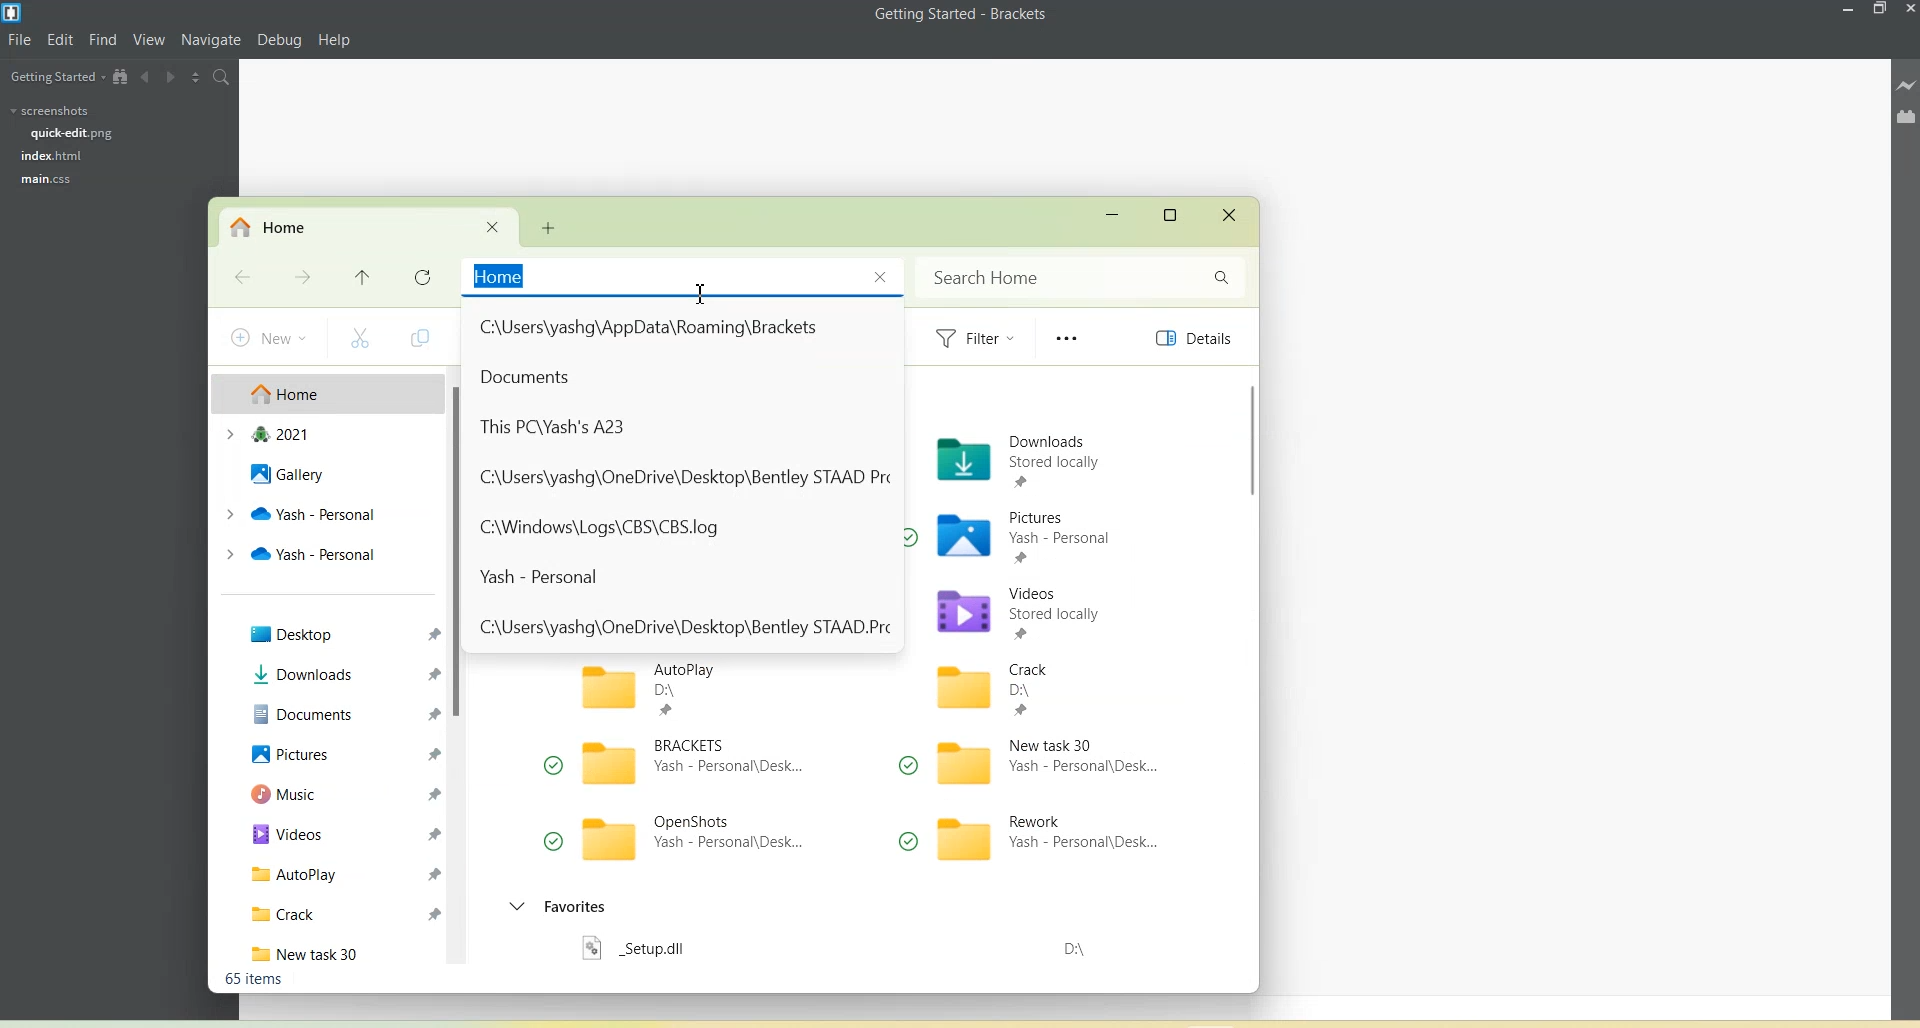 Getting Started - Brackets
File Edit Find View Navigate Debug Help
Getting Started
screenshots
quick-edit.png
index.html
main.css
Home
Home
Search Home
New
Filter
Details
C:\Users\yashg\AppData\Roaming\Brackets
Documents
This PC\Yash's A23
C:\Users\yashg\OneDrive\Desktop\Bentley STAAD Prc
C:\Windows\Logs\CBS\CBS.log
Yash - Personal
C:\Users\yashg\OneDrive\Desktop\Bentley STAAD.Prc
Home
2021
Gallery
Yash - Personal
Yash - Personal
Desktop
Downloads
Documents
Pictures
Music
Videos
AutoPlay
Crack
New task 30
Downloads
Stored locally
Pictures
Yash - Personal
Videos
Stored locally
AutoPlay
D:\
Crack
D:\
BRACKETS
Yash - Personal\Desk...
New task 30
Yash - Personal\Desk...
OpenShots
Yash - Personal\Desk...
Rework
Yash - Personal\Desk...
Favorites
_Setup.dll D:\
65 items